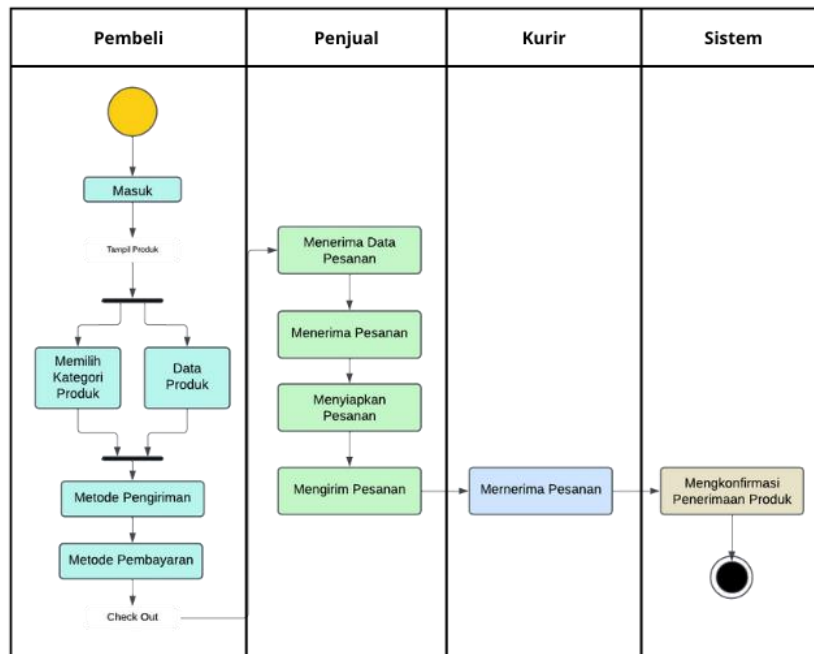 Pembeli
Penjual
Kurir
Sistem
Masuk
Tampil Produk
Memilih
Kategori
Produk
Data
Produk
Metode Pengiriman
Metode Pembayaran
Check Out
Menerima Data
Pesanan
Menerima Pesanan
Menyiapkan
Pesanan
Mengirim Pesanan
Mernerima Pesanan
Mengkonfirmasi
Penerimaan Produk